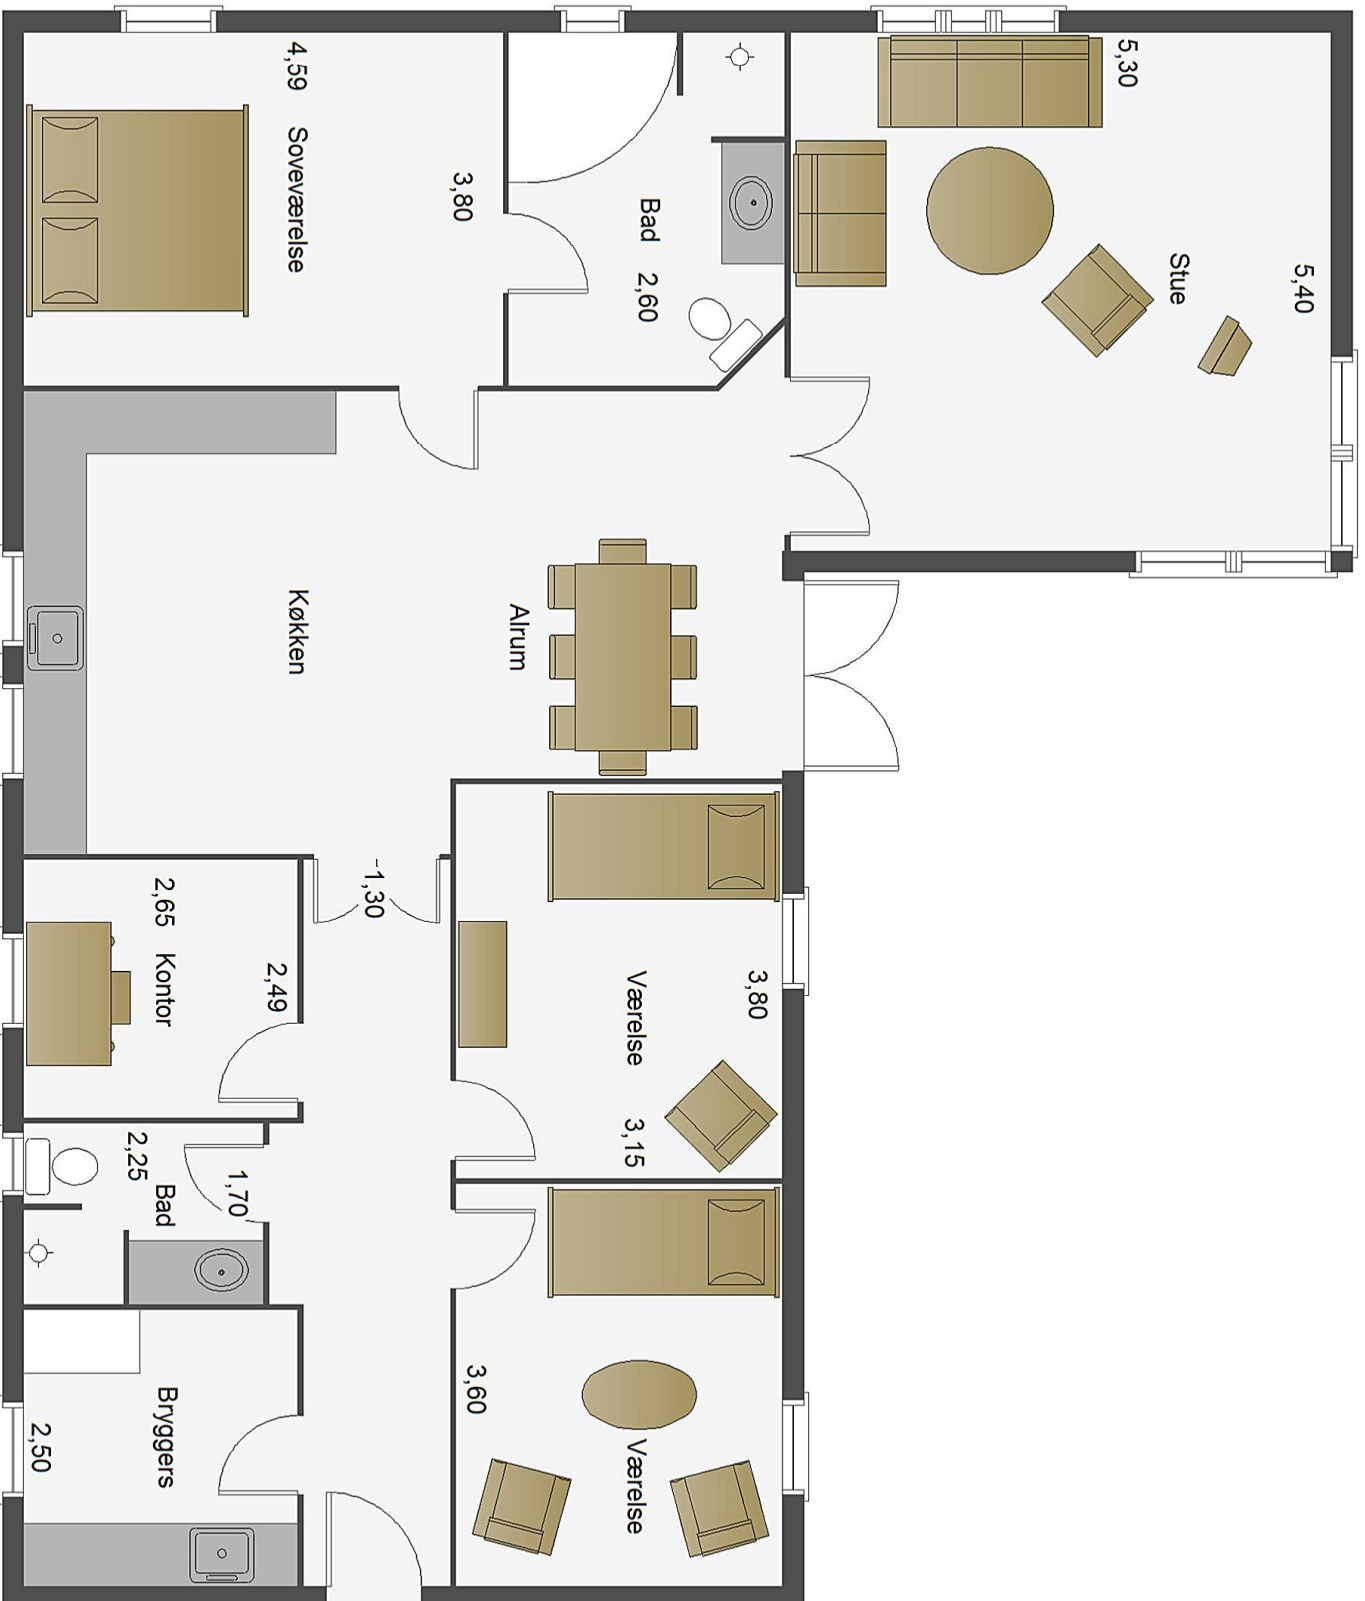 4,59 Soveværelse
3,80
Bad 2,60
5,30
Stue
5,40
Køkken
Alrum
1,30
2,65 Kontor
2,49
Værelse 3,15
3,80
2,25
Bad
1,70
Bryggers
2,50
3,60
Værelse